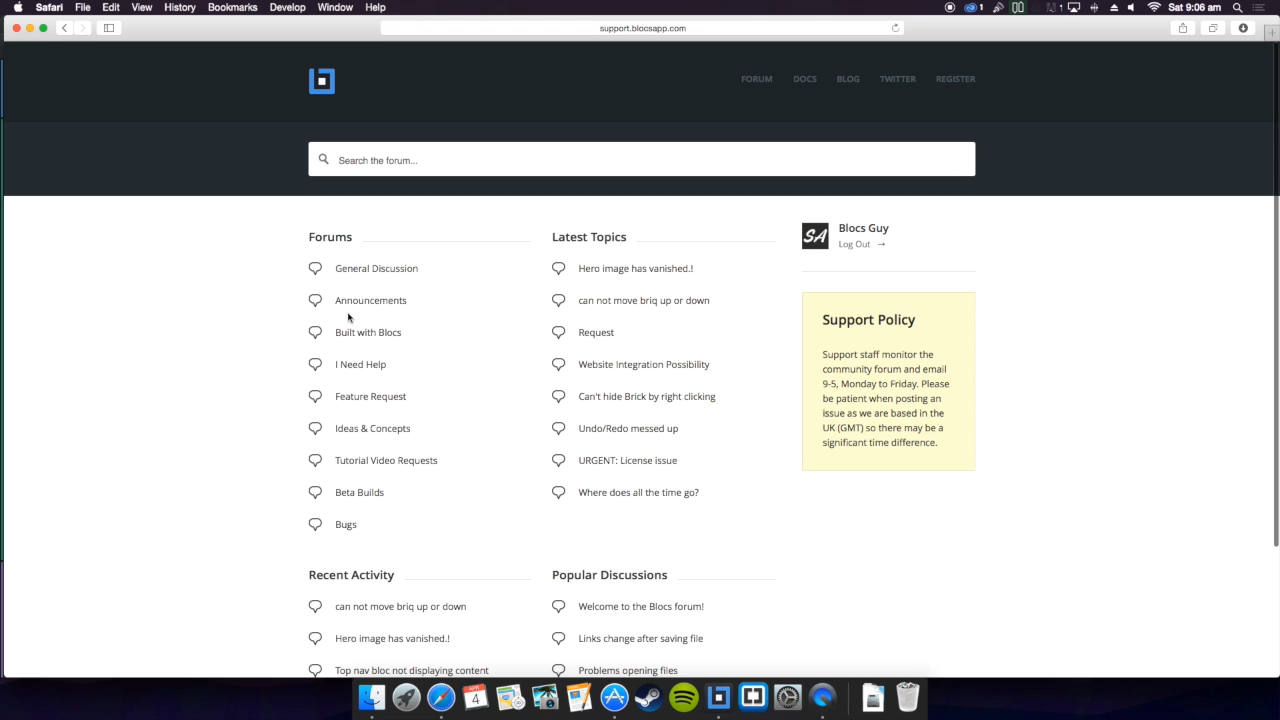 Safari File Edit View History Bookmarks Develop Window Help
1 1 Sat 9:06 am
support.blocsapp.com
FORUM DOCS BLOG TWITTER REGISTER
Search the forum...
Forums
General Discussion
Announcements
Built with Blocs
I Need Help
Feature Request
Ideas & Concepts
Tutorial Video Requests
Beta Builds
Bugs
Latest Topics
Hero image has vanished.!
can not move briq up or down
Request
Website Integration Possibility
Can't hide Brick by right clicking
Undo/Redo messed up
URGENT: License issue
Where does all the time go?
SA
Blocs Guy
Log Out →
Support Policy
Support staff monitor the
community forum and email
9-5, Monday to Friday. Please
be patient when posting an
issue as we are based in the
UK (GMT) so there may be a
significant time difference.
Recent Activity
can not move briq up or down
Hero image has vanished.!
Top nav bloc not displaying content
Popular Discussions
Welcome to the Blocs forum!
Links change after saving file
Problems opening files
4